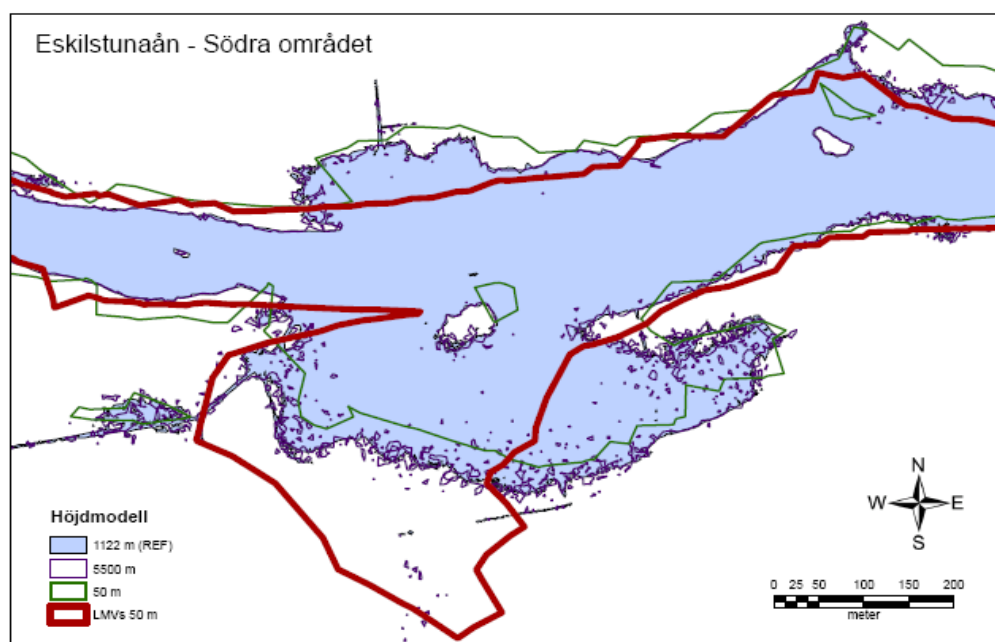 Eskilstunaån - Södra området
N
W E
S
Höjdmodell
1122 m (REF)
5500 m
50 m
LMVs 50 m
0 25 50 100 150 200
meter